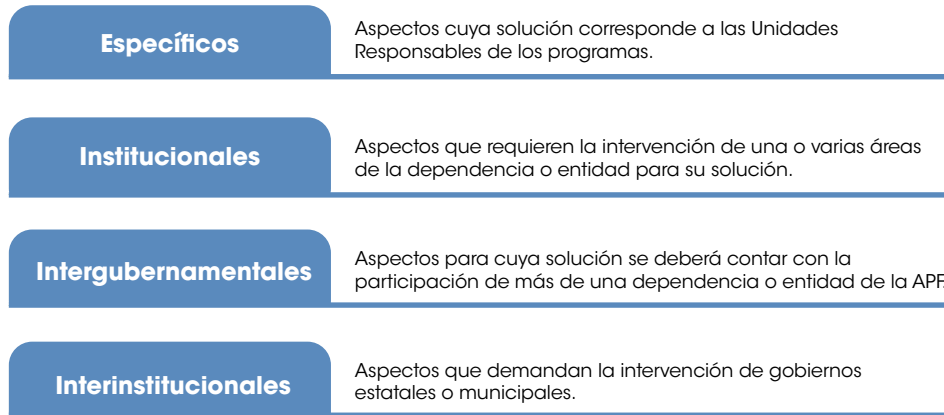 Específicos
Aspectos cuya solución corresponde a las Unidades
Responsables de los programas.
Institucionales
Aspectos que requieren la intervención de una o varias áreas
de la dependencia o entidad para su solución.
Intergubernamentales
Aspectos para cuya solución se deberá contar con la
participación de más de una dependencia o entidad de la APF.
Interinstitucionales
Aspectos que demandan la intervención de gobiernos
estatales o municipales.